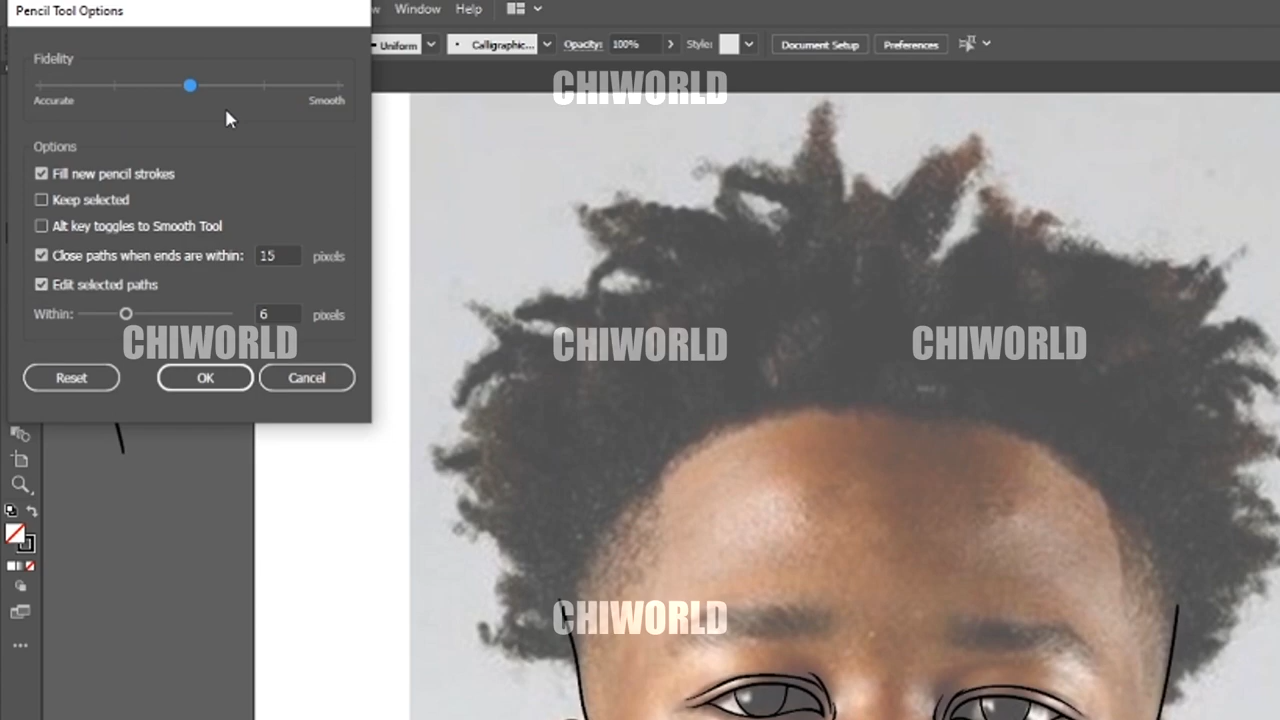 Pencil Tool Options
Window Help
Uniform Calligraphic... Opacity: 100% Style: Document Setup Preferences
Fidelity
Accurate Smooth
Options
Fill new pencil strokes
Keep selected
Alt key toggles to Smooth Tool
Close paths when ends are within: 15 pixels
Edit selected paths
Within: 6 pixels
Reset OK Cancel
CHIWORLD
CHIWORLD
CHIWORLD
CHIWORLD
CHIWORLD